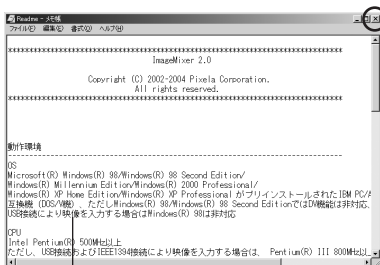 Readme - メモ帳
ファイル(F) 編集(E) 書式(O) ヘルプ(H)
ImageMixer 2.0
Copyright (C) 2002-2004 Pixela Corporation.
All rights reserved.
動作環境
OS
Microsoft(R) Windows(R) 98/Windows(R) 98 Second Edition/
Windows(R) Millennium Edition/Windows(R) 2000 Professional/
Windows(R) XP Home Edition/Windows(R) XP Professional がプリインストールされた IBM PC/A
互換機 (DOS/V機) 、ただしWindows(R) 98/Windows(R) 98 Second EditionではDV機能は非対応、
USB接続により映像を入力する場合はWindows(R) 98は非対応
CPU
Intel Pentium(R) 500MHz以上
ただし、USB接続およびIEEE1394接続により映像を入力する場合は、 Pentium(R) III 800MHz以上